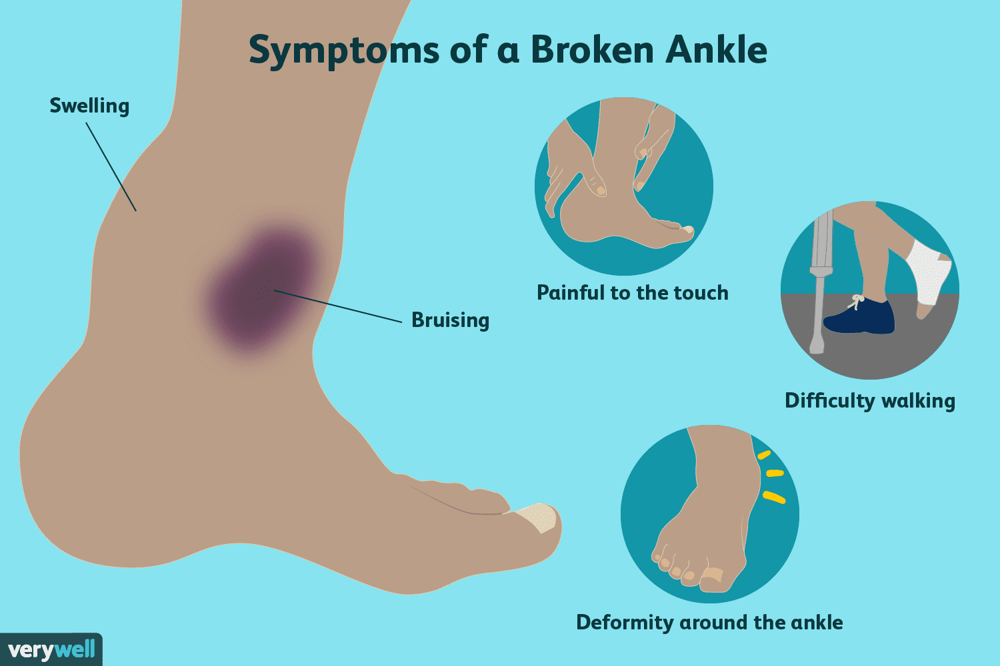 Symptoms of a Broken Ankle
Swelling
Bruising
Painful to the touch
Difficulty walking
Deformity around the ankle
verywell